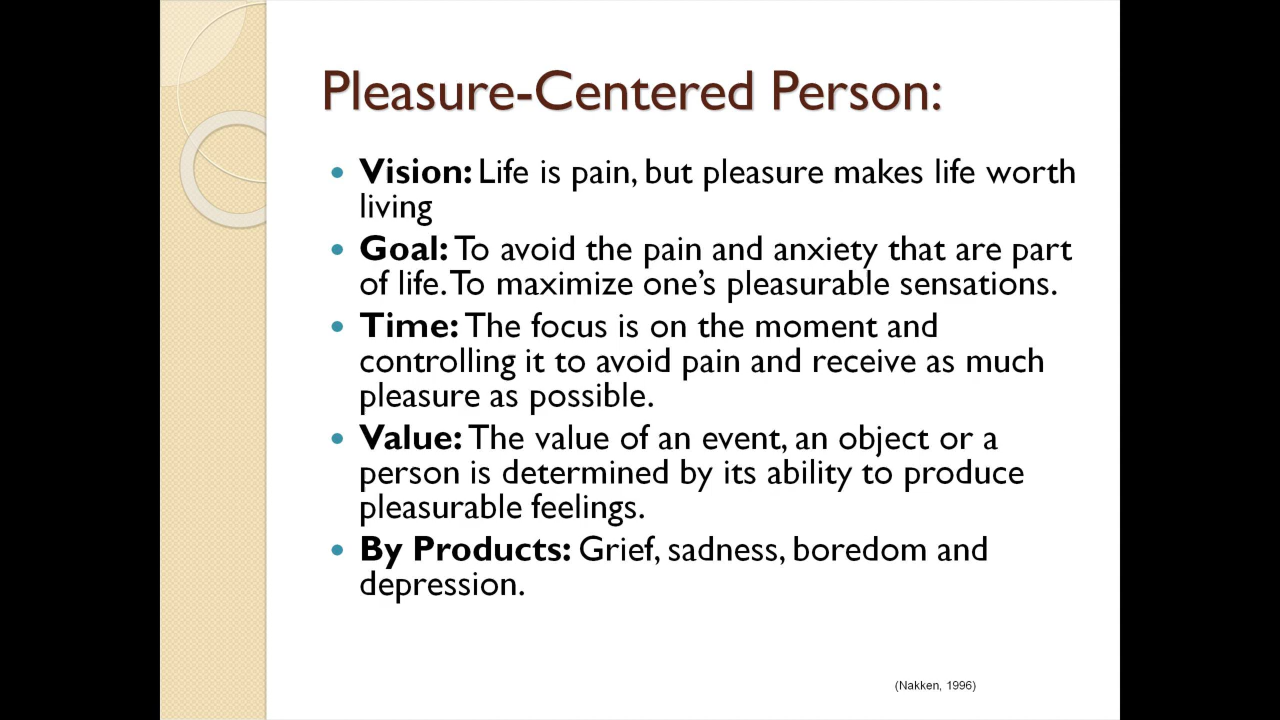 Pleasure-Centered Person:
• Vision: Life is pain, but pleasure makes life worth
living
• Goal: To avoid the pain and anxiety that are part
of life. To maximize one’s pleasurable sensations.
• Time: The focus is on the moment and
controlling it to avoid pain and receive as much
pleasure as possible.
• Value: The value of an event, an object or a
person is determined by its ability to produce
pleasurable feelings.
• By Products: Grief, sadness, boredom and
depression.
(Nakken, 1996)